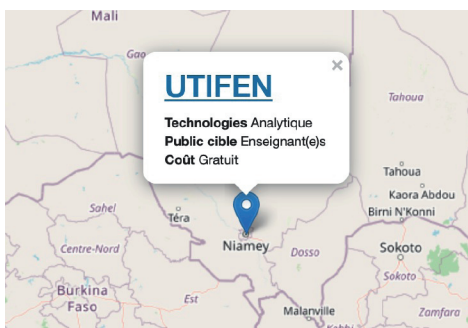 Mali
Gao
×
UTIFEN
Technologies Analytique
Public cible Enseignant(e)s
Coût Gratuit
Tahoua
Tahoua
Kaora Abdou
Birni N'Konni
Sahel
Téra
Niamey
Dosso
Sokoto
Centre-Nord
Sokoto
Burkina
Faso
Est
Malanville
Zamfara
Kebbi